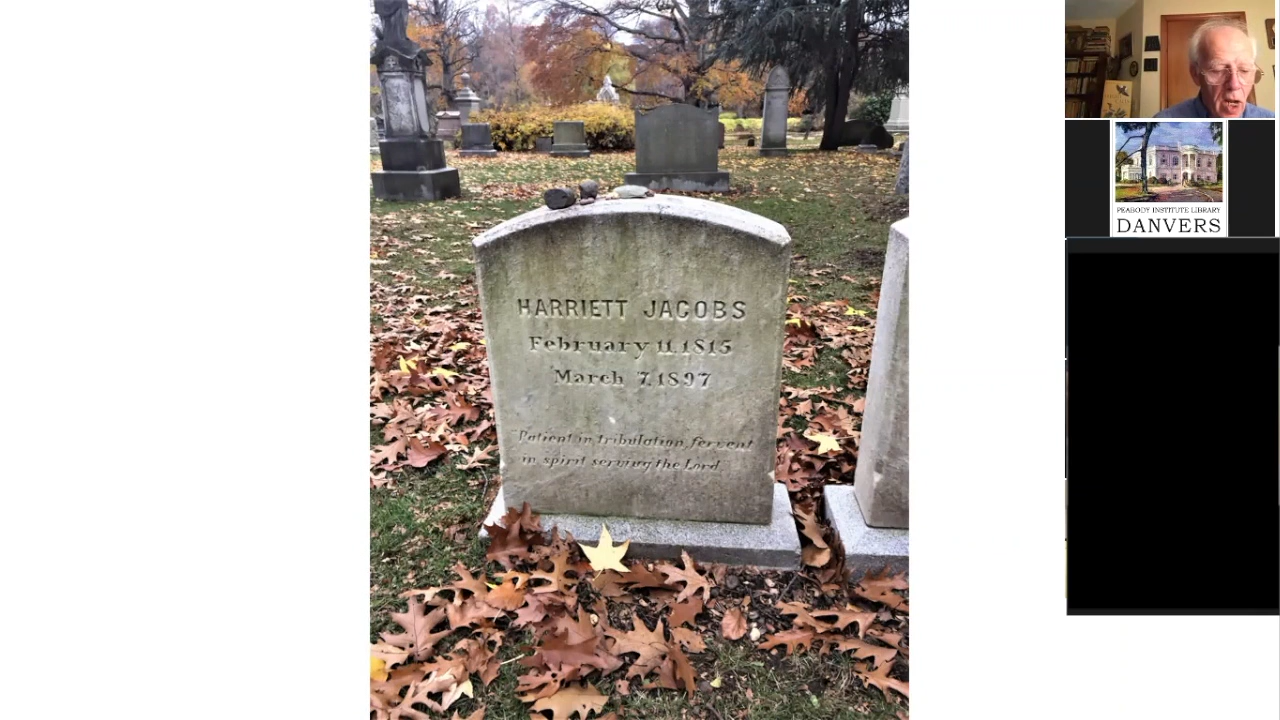 HARRIETT JACOBS
February 11, 1815
March 7, 1897
"Patient in tribulation, fervent
in spirit serving the Lord
PEABODY INSTITUTE LIBRARY
DANVERS